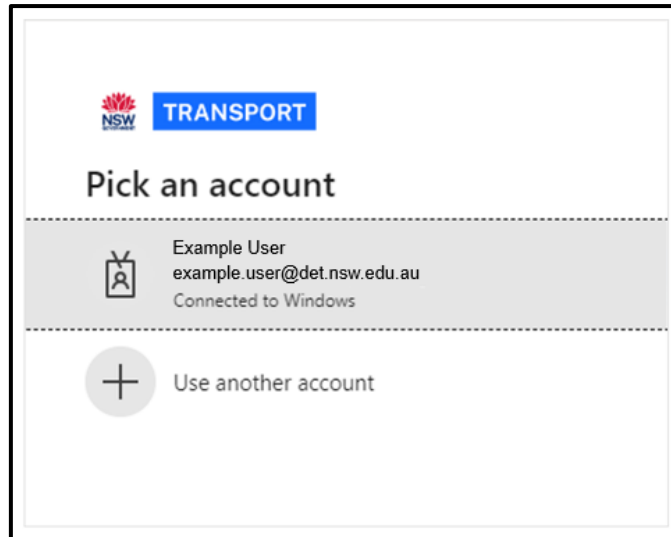 NSW
GOVERNMENT
TRANSPORT
Pick an account
Example User
example.user@det.nsw.edu.au
Connected to Windows
Use another account